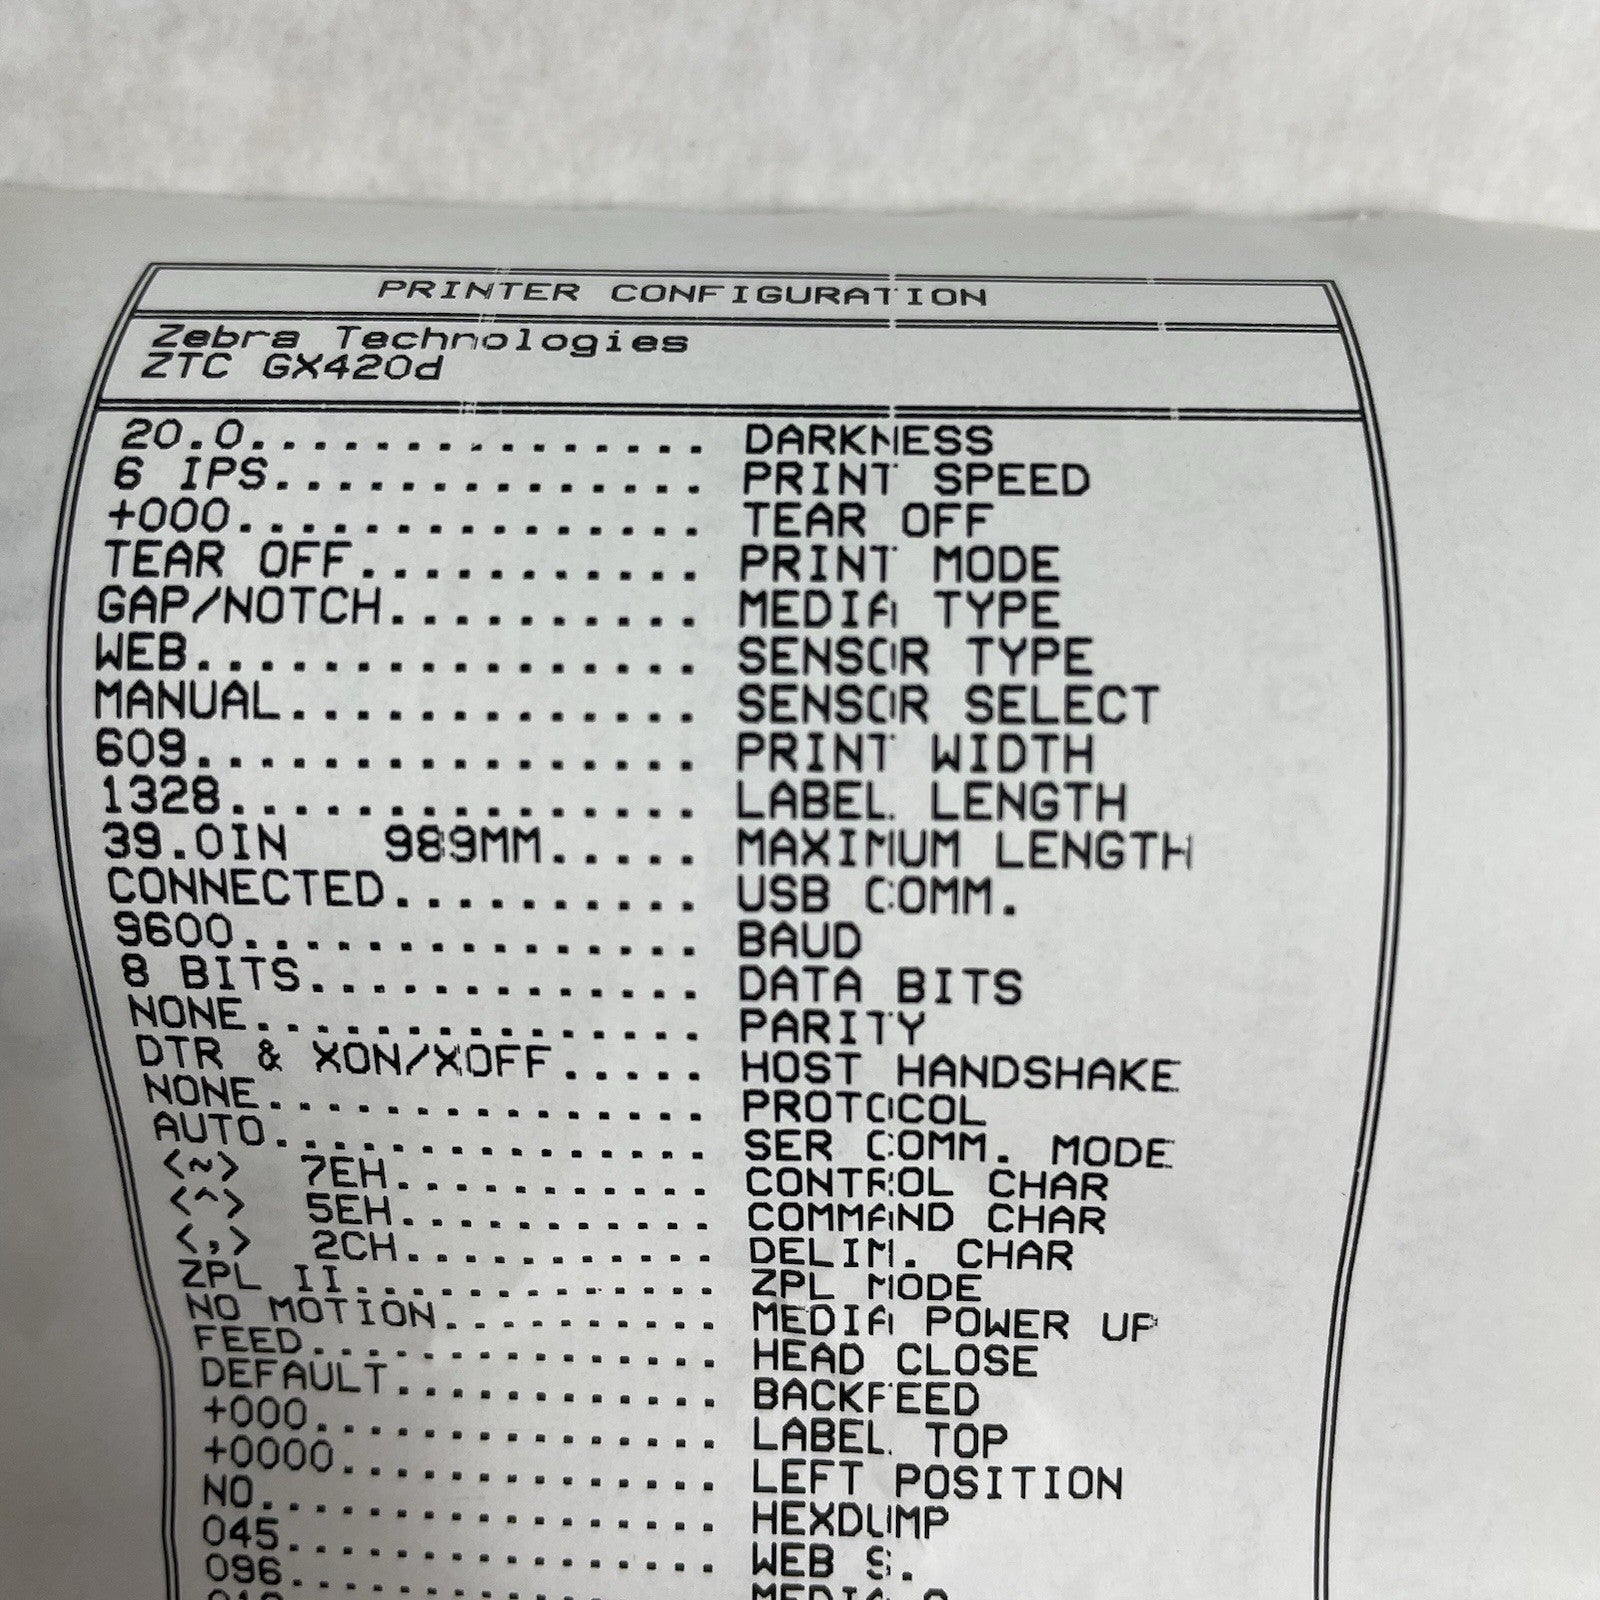 PRINTER CONFIGURATION
Zebra Technologies
ZTC GX420d
20.0................ DARKNESS
6 IPS.............. PRINT SPEED
+000............... TEAR OFF
TEAR OFF........... PRINT MODE
GAP/NOTCH.......... MEDIA TYPE
WEB................ SENSOR TYPE
MANUAL............. SENSOR SELECT
609................ PRINT WIDTH
1328............... LABEL LENGTH
39.0IN 989MM..... MAXIMUM LENGTH
CONNECTED.......... USB COMM.
9600............... BAUD
8 BITS............. DATA BITS
NONE............... PARITY
DTR & XON/XOFF..... HOST HANDSHAKE
NONE............... PROTOCOL
AUTO............... SER COMM. MODE
<~> 7EH........... CONTROL CHAR
<^> 5EH........... COMMAND CHAR
<,> 2CH........... DELIM. CHAR
ZPL II............. ZPL MODE
NO MOTION.......... MEDIA POWER UP
FEED............... HEAD CLOSE
DEFAULT............ BACKFEED
+000............... LABEL TOP
+0000.............. LEFT POSITION
NO................. HEXDUMP
045................ WEB S.
096................ MEDIA